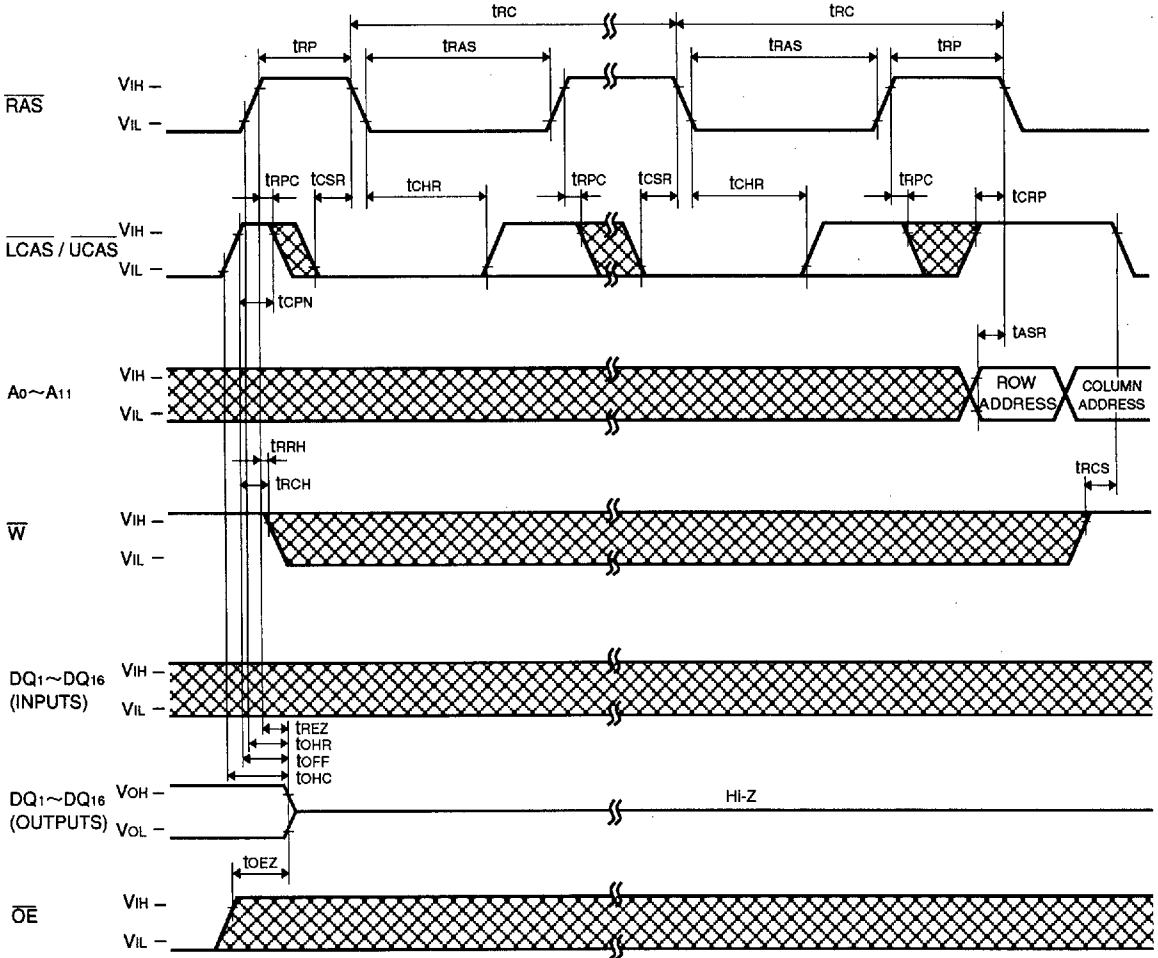 tRC
tRC
tRP
tRAS
tRAS
tRP
RAS
VIH
VIL
tRPC
tCSR
tCHR
tRPC
tCSR
tCHR
tRPC
tCRP
LCAS / UCAS
VIH
VIL
tCPN
tASR
A0~A11
VIH
VIL
ROW
ADDRESS
COLUMN
ADDRESS
tRRH
tRCH
tRCS
W
VIH
VIL
DQ1~DQ16
(INPUTS)
VIH
VIL
tREZ
tOHR
tOFF
tOHC
DQ1~DQ16
(OUTPUTS)
VOH
VOL
Hi-Z
tOEZ
OE
VIH
VIL